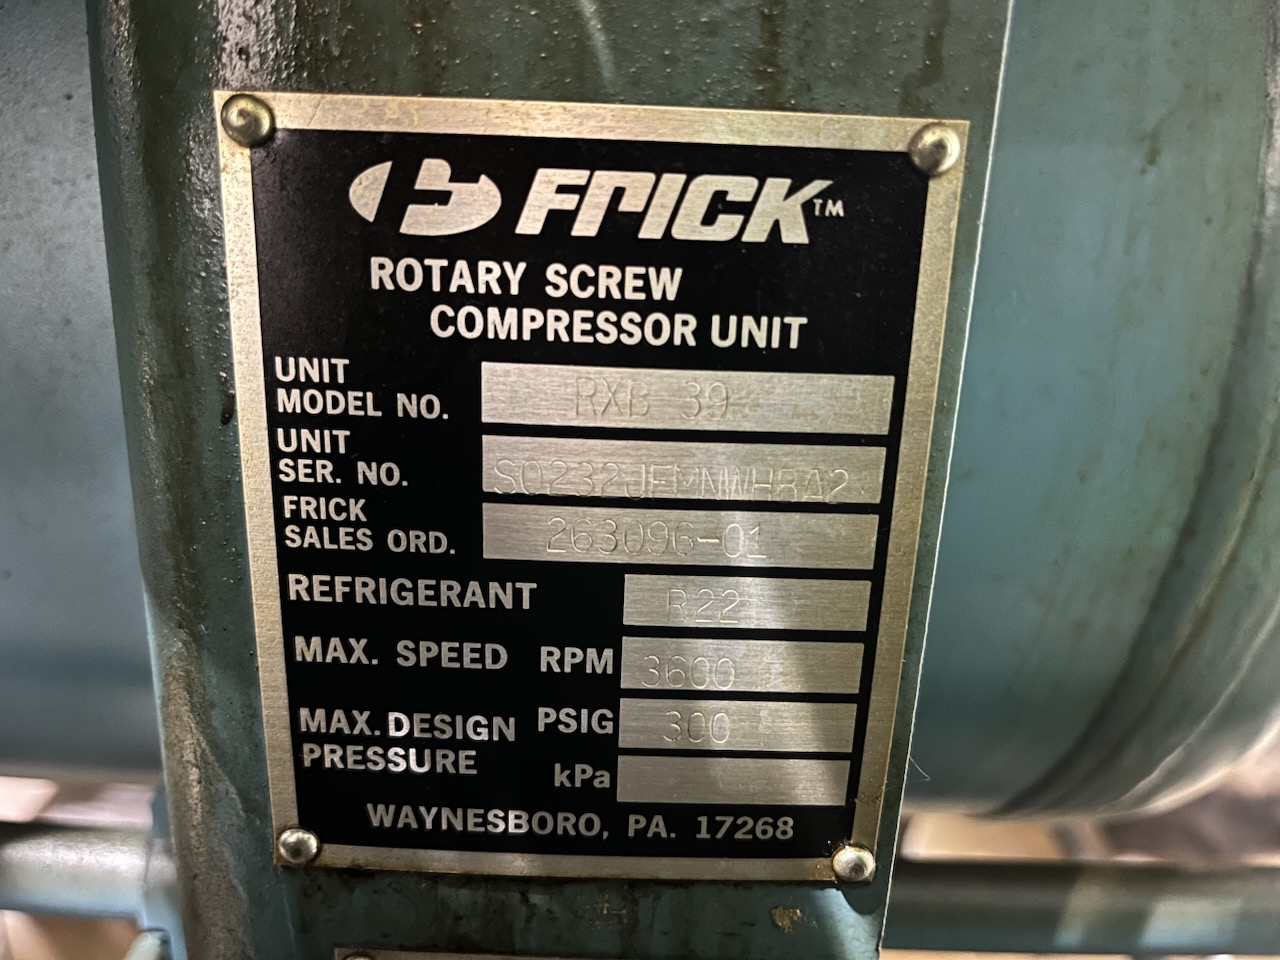 FRICK™
ROTARY SCREW
COMPRESSOR UNIT
UNIT
MODEL NO. RXB 39
UNIT
SER. NO.
FRICK
SALES ORD. 263096-01
REFRIGERANT R22
MAX. SPEED RPM 3600
MAX. DESIGN PSIG 300
PRESSURE
kPa
WAYNESBORO, PA. 17268